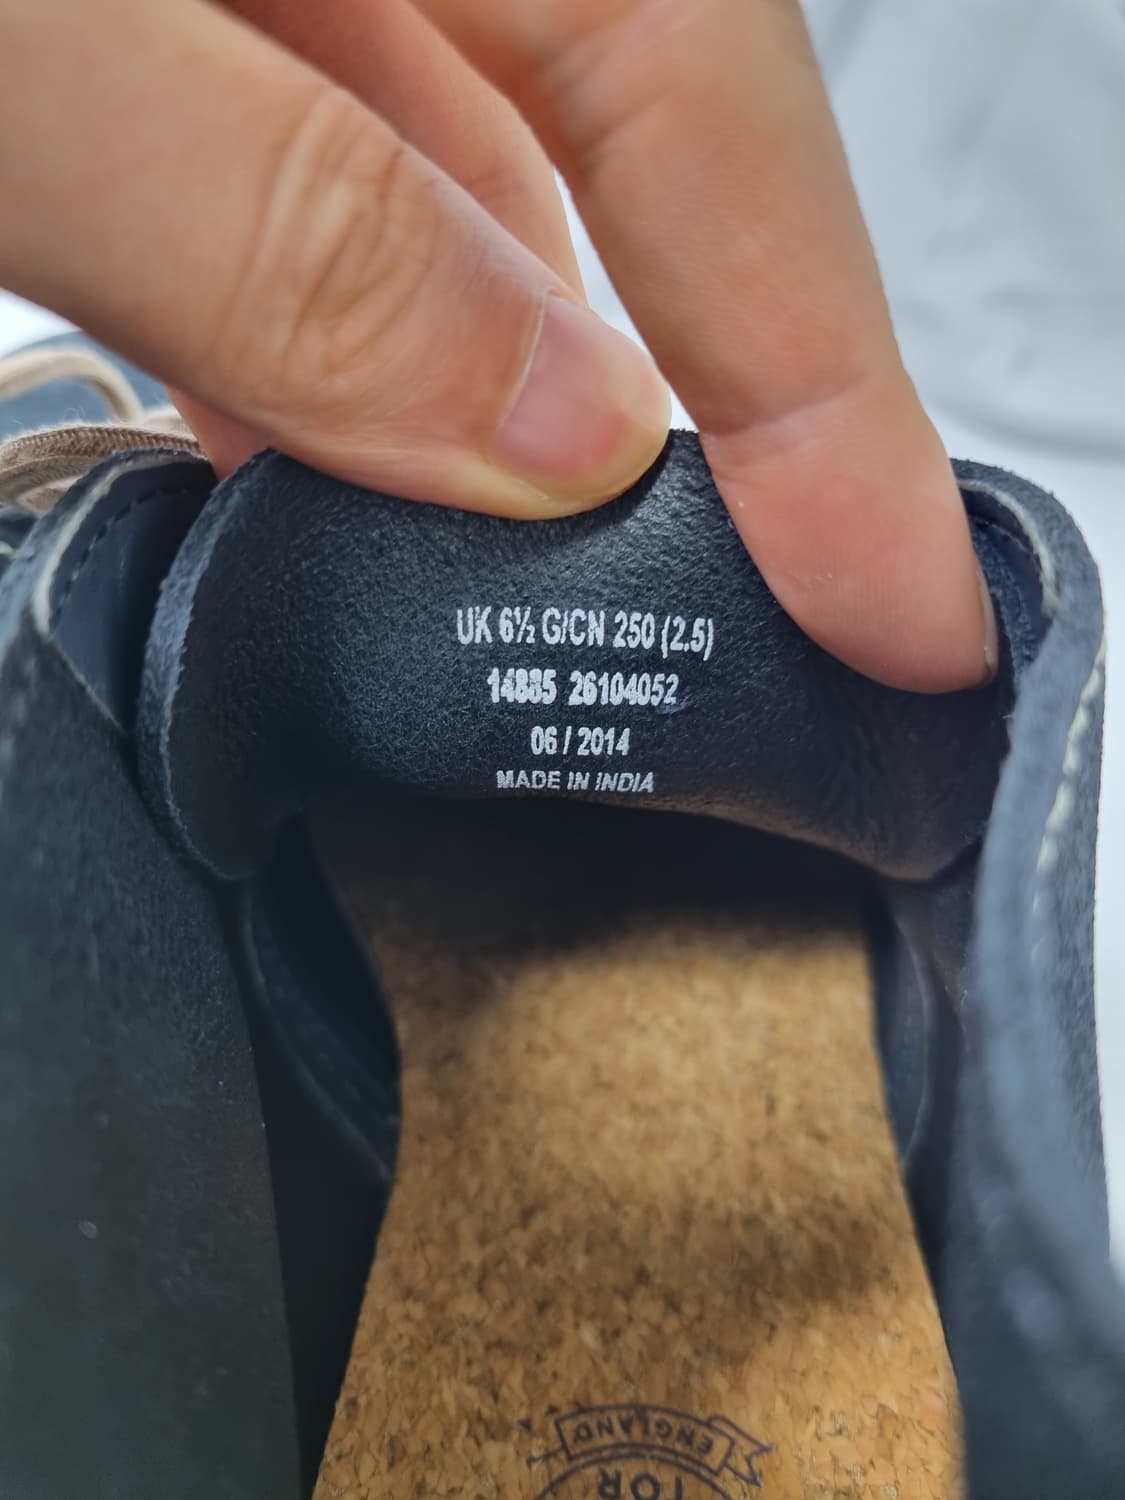 UK 6½ G/CN 250 (2.5)
14885 26104052
06 / 2014
MADE IN INDIA
ENGLAND